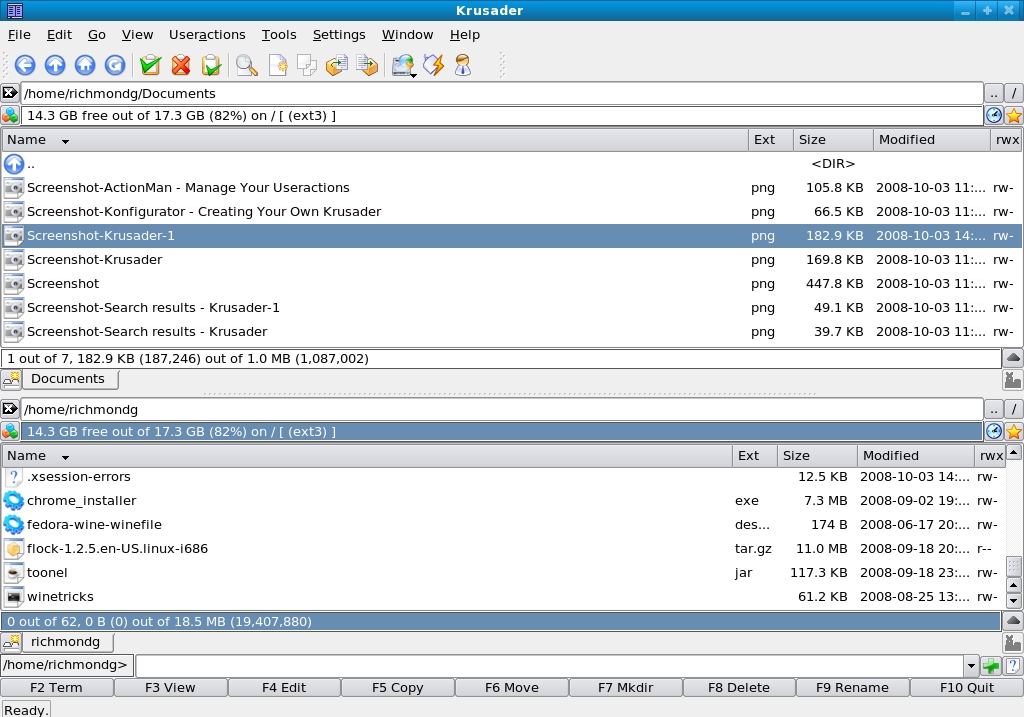 Krusader
File Edit Go View Useractions Tools Settings Window Help
/home/richmondg/Documents .. /
14.3 GB free out of 17.3 GB (82%) on / [ (ext3) ]
Name Ext Size Modified rwx
.. <DIR>
Screenshot-ActionMan - Manage Your Useractions png 105.8 KB 2008-10-03 11:... rw-
Screenshot-Konfigurator - Creating Your Own Krusader png 66.5 KB 2008-10-03 11:... rw-
Screenshot-Krusader-1 png 182.9 KB 2008-10-03 14:... rw-
Screenshot-Krusader png 169.8 KB 2008-10-03 11:... rw-
Screenshot png 447.8 KB 2008-10-03 11:... rw-
Screenshot-Search results - Krusader-1 png 49.1 KB 2008-10-03 11:... rw-
Screenshot-Search results - Krusader png 39.7 KB 2008-10-03 11:... rw-
1 out of 7, 182.9 KB (187,246) out of 1.0 MB (1,087,002)
Documents
/home/richmondg .. /
14.3 GB free out of 17.3 GB (82%) on / [ (ext3) ]
Name Ext Size Modified rwx
.xsession-errors 12.5 KB 2008-10-03 14:... rw-
chrome_installer exe 7.3 MB 2008-09-02 19:... rw-
fedora-wine-winefile des... 174 B 2008-06-17 20:... rw-
flock-1.2.5.en-US.linux-i686 tar.gz 11.0 MB 2008-09-18 20:... r--
toonel jar 117.3 KB 2008-09-18 23:... rw-
winetricks 61.2 KB 2008-08-25 13:... rw-
0 out of 62, 0 B (0) out of 18.5 MB (19,407,880)
richmondg
/home/richmondg>
F2 Term F3 View F4 Edit F5 Copy F6 Move F7 Mkdir F8 Delete F9 Rename F10 Quit
Ready.